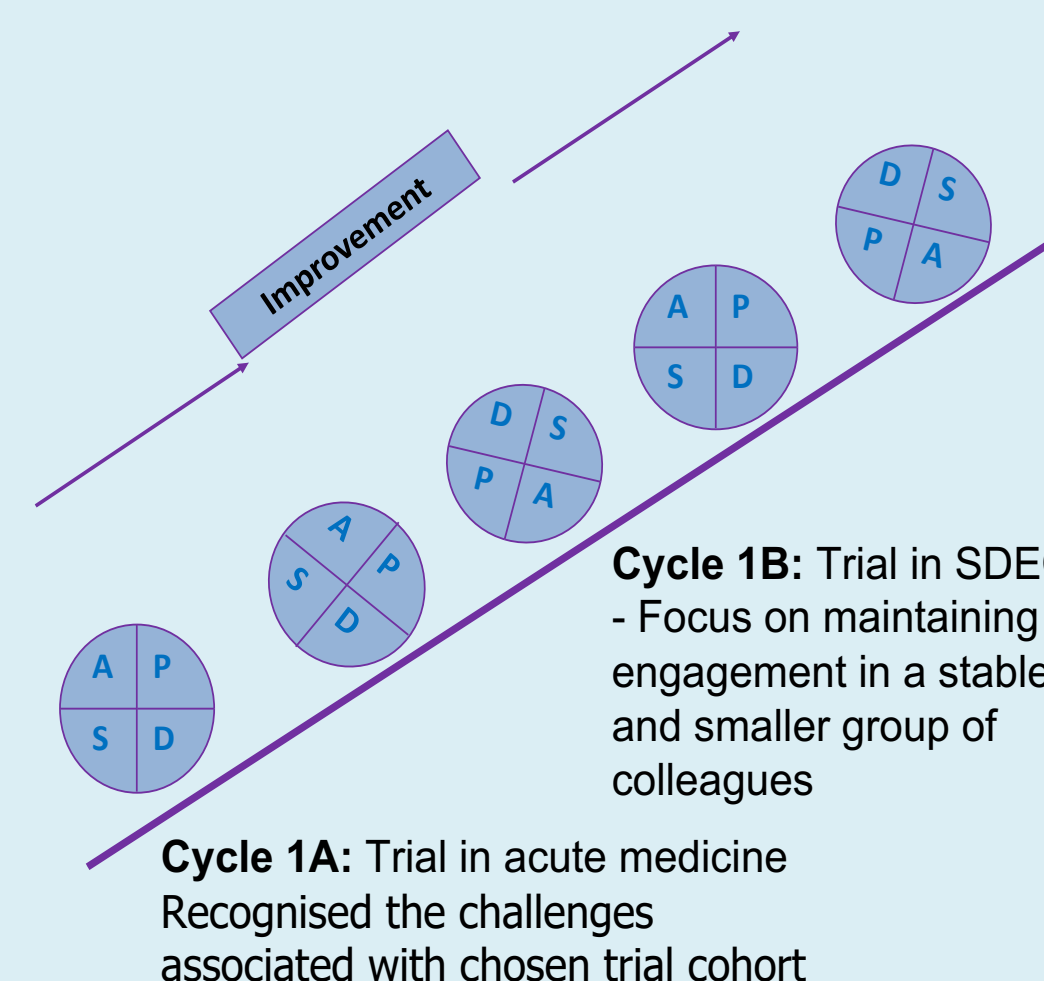 Improvement
D S
P A
A P
S D
D S
P A
A P
S D
A P
S D
Cycle 1B: Trial in SDE
- Focus on maintaining
engagement in a stable
and smaller group of
colleagues
Cycle 1A: Trial in acute medicine
Recognised the challenges
associated with chosen trial cohort